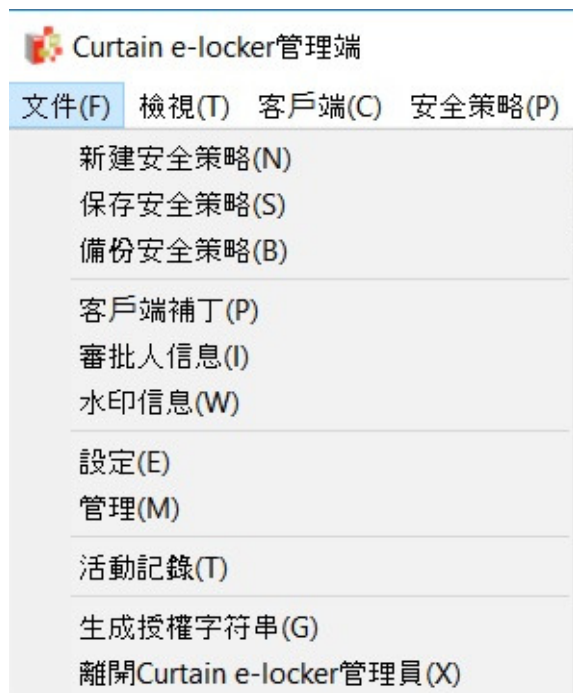 Curtain e-locker管理端
文件(F) 檢視(T) 客戶端(C) 安全策略(P)
新建安全策略(N)
保存安全策略(S)
備份安全策略(B)
客戶端補丁(P)
審批人信息(I)
水印信息(W)
設定(E)
管理(M)
活動記錄(T)
生成授權字符串(G)
離開Curtain e-locker管理員(X)